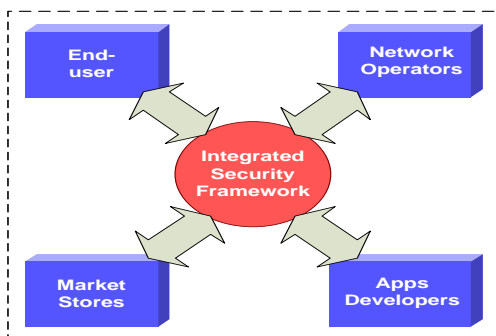 End-
user
Network
Operators
Integrated
Security
Framework
Market
Stores
Apps
Developers